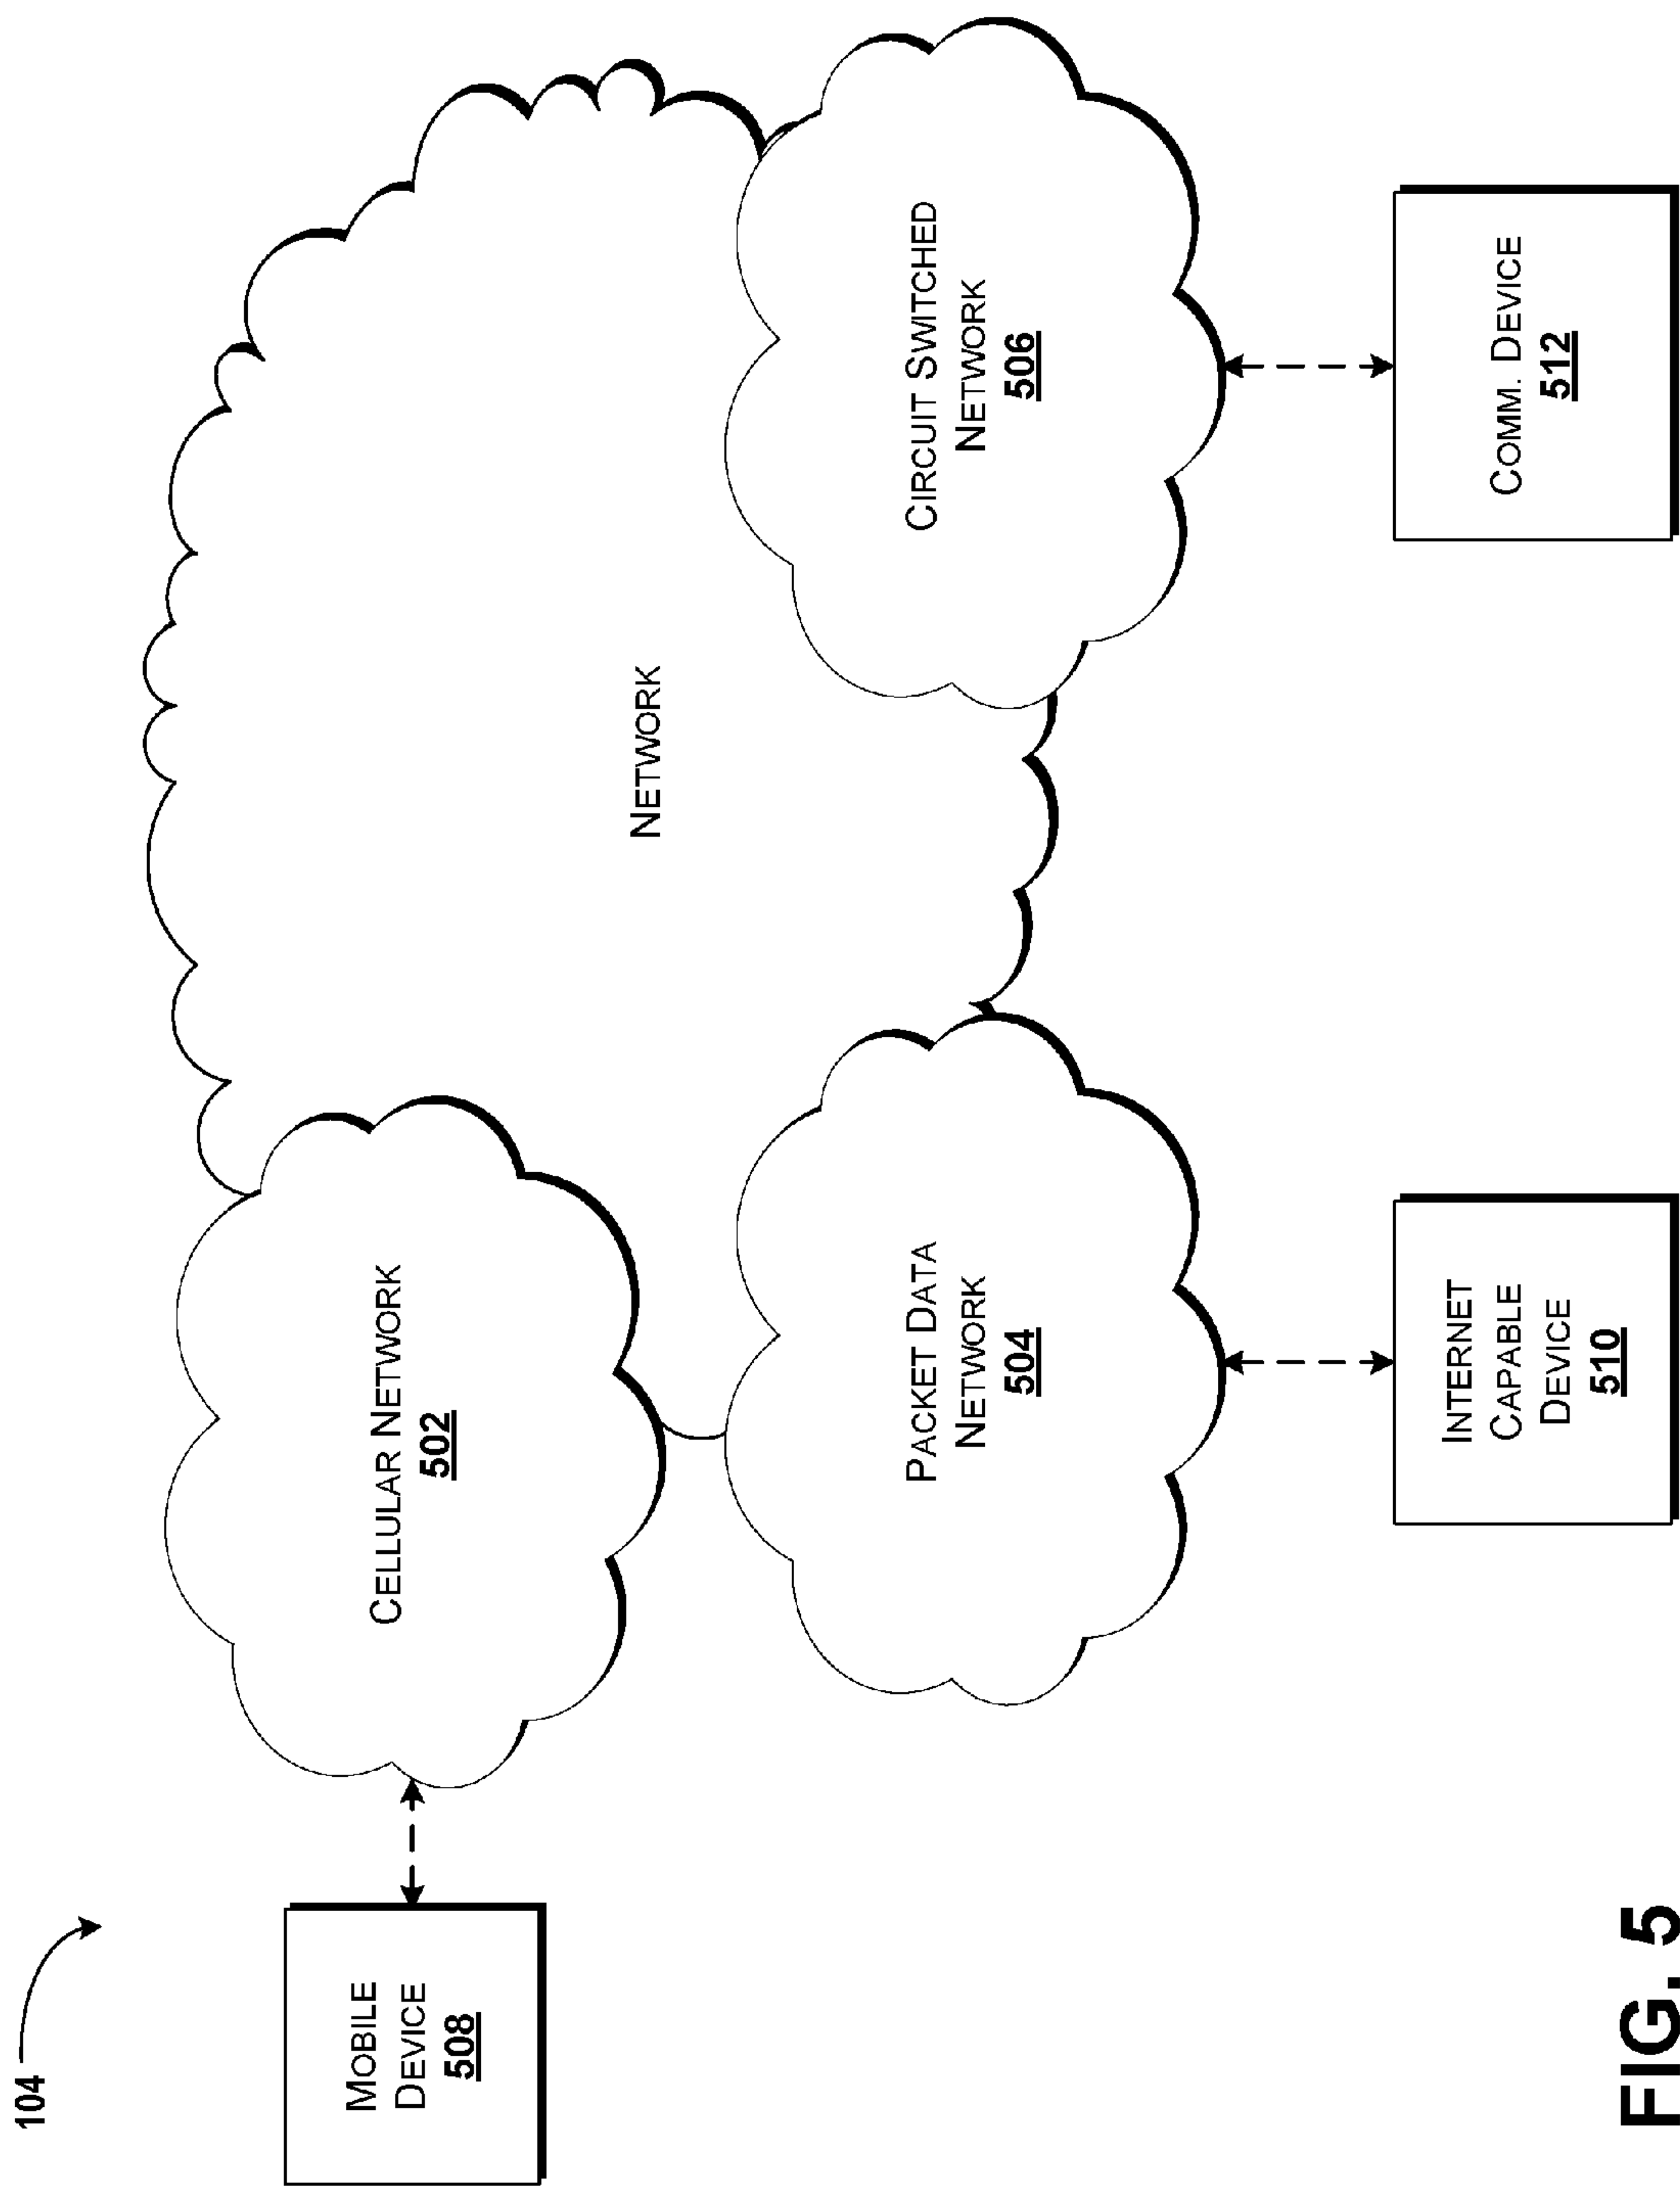 104
MOBILE
DEVICE
508
CELLULAR NETWORK
502
NETWORK
PACKET DATA
NETWORK
504
CIRCUIT SWITCHED
NETWORK
506
INTERNET
CAPABLE
DEVICE
510
COMM. DEVICE
512
FIG. 5